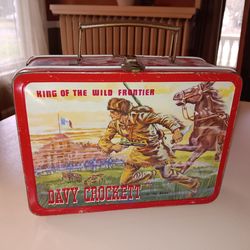 KING OF THE WILD FRONTIER
DAVY CROCKETT